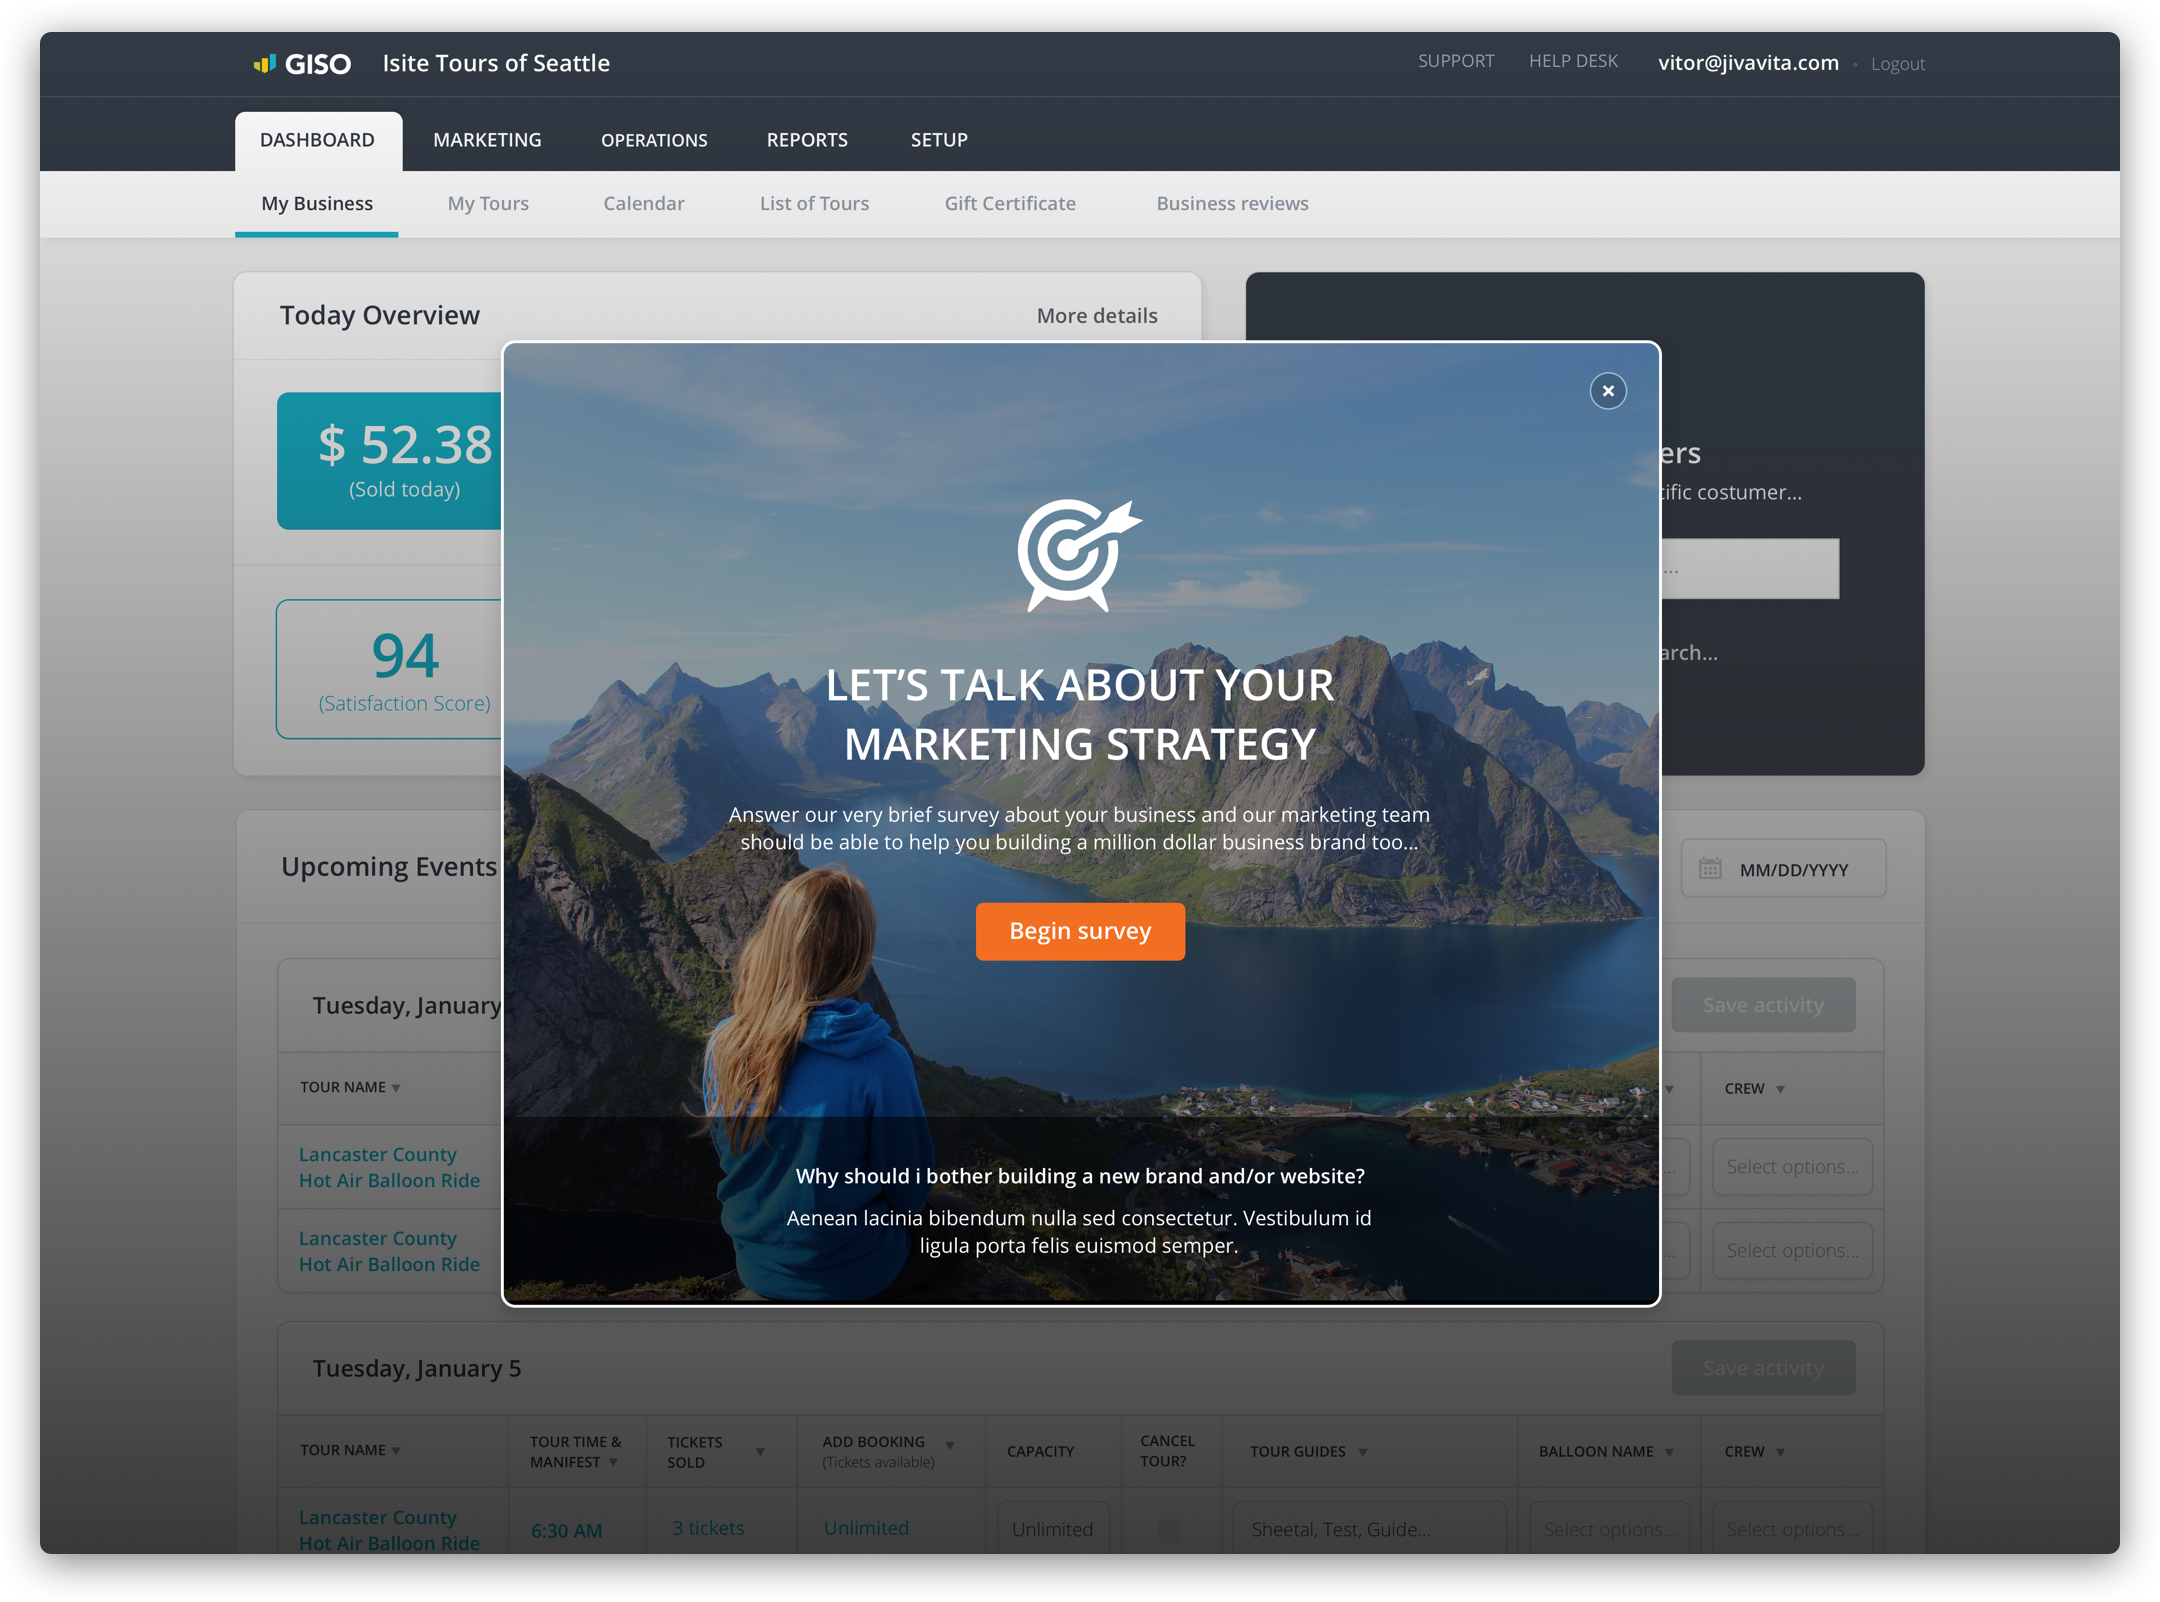 GISO
Isite Tours of Seattle
SUPPORT
HELP DESK
vitor@jivavita.com • Logout
DASHBOARD
MARKETING
OPERATIONS
REPORTS
SETUP
My Business
My Tours
Calendar
List of Tours
Gift Certificate
Business reviews
Today Overview
More details
$ 52.38
(Sold today)
94
(Satisfaction Score)
ers
cific costumer...
...
arch...
LET'S TALK ABOUT YOUR
MARKETING STRATEGY
Answer our very brief survey about your business and our marketing team
should be able to help you building a million dollar business brand too...
Begin survey
Why should i bother building a new brand and/or website?
Aenean lacinia bibendum nulla sed consectetur. Vestibulum id
ligula porta felis euismod semper.
Upcoming Events
MM/DD/YYYY
Tuesday, January
Save activity
TOUR NAME
CREW
Lancaster County
Hot Air Balloon Ride
...
Select options...
Lancaster County
Hot Air Balloon Ride
...
Select options...
Tuesday, January 5
Save activity
TOUR NAME
TOUR TIME &
MANIFEST
TICKETS
SOLD
ADD BOOKING
(Tickets available)
CAPACITY
CANCEL
TOUR?
TOUR GUIDES
BALLOON NAME
CREW
Lancaster County
Hot Air Balloon Ride
6:30 AM
3 tickets
Unlimited
Unlimited
Sheetal, Test, Guide...
Select options...
Select options...